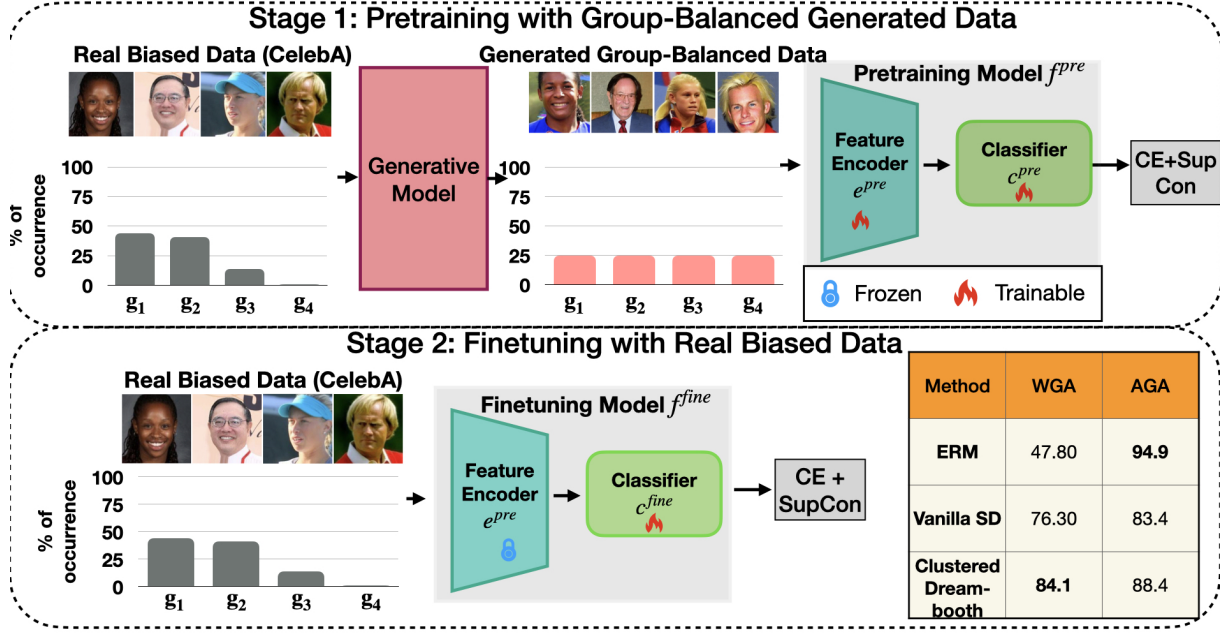 Stage 1: Pretraining with Group-Balanced Generated Data
Real Biased Data (CelebA)
% of
occurrence
100
75
50
25
0
g1
g2
g3
g4
Generative
Model
Generated Group-Balanced Data
100
75
50
25
0
g1
g2
g3
g4
Pretraining Model f^pre
Feature
Encoder
e^pre
Classifier
c^pre
CE+Sup
Con
Frozen
Trainable
Stage 2: Finetuning with Real Biased Data
Real Biased Data (CelebA)
% of
occurrence
100
75
50
25
0
g1
g2
g3
g4
Finetuning Model f^fine
Feature
Encoder
e^pre
Classifier
c^fine
CE +
SupCon
Method WGA AGA
ERM 47.80 94.9
Vanilla SD 76.30 83.4
Clustered
Dream-
booth 84.1 88.4